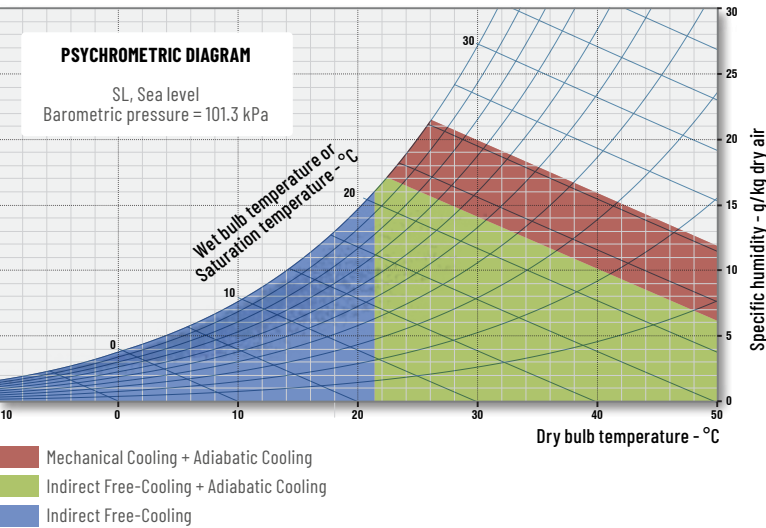 PSYCHROMETRIC DIAGRAM
SL, Sea level
Barometric pressure = 101.3 kPa
Wet bulb temperature or
Saturation temperature - °C
0
10
20
30
30
25
20
15
10
5
0
Specific humidity - g/kg dry air
10
0
10
20
30
40
50
Dry bulb temperature - °C
Mechanical Cooling + Adiabatic Cooling
Indirect Free-Cooling + Adiabatic Cooling
Indirect Free-Cooling